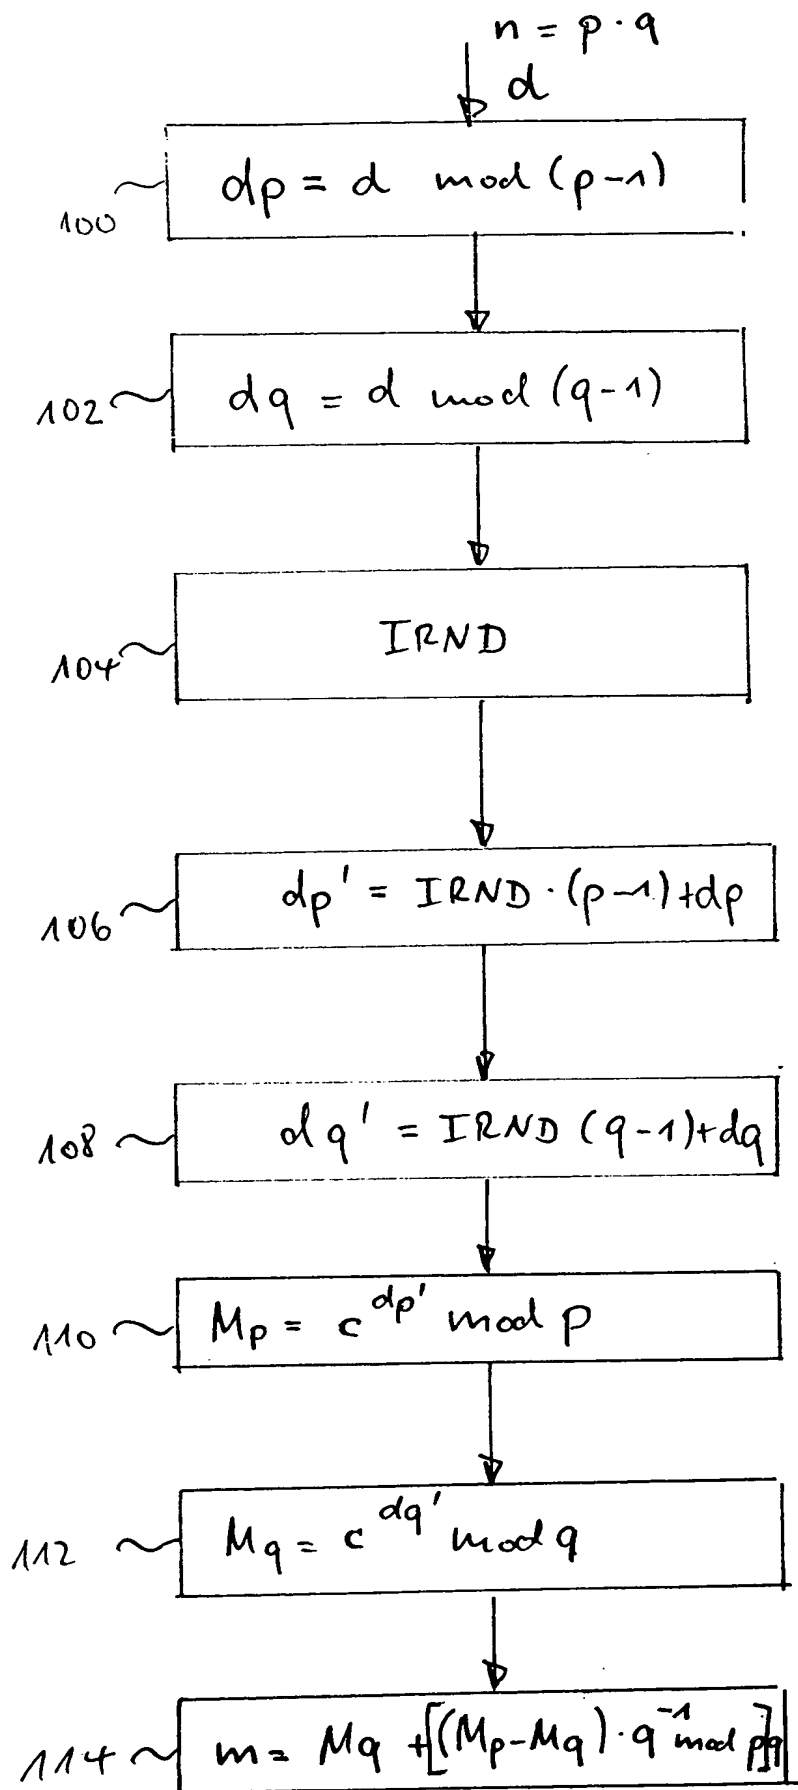 n = p · q
d
dp = d mod (p-1)
100
dq = d mod (q-1)
102
IRND
104
dp' = IRND · (p-1)+dp
106
dq' = IRND (q-1)+dq
108
Mp = c^dp' mod p
110
Mq = c^dq' mod q
112
m = Mq + [(Mp-Mq) · q^-1 mod p]q
114